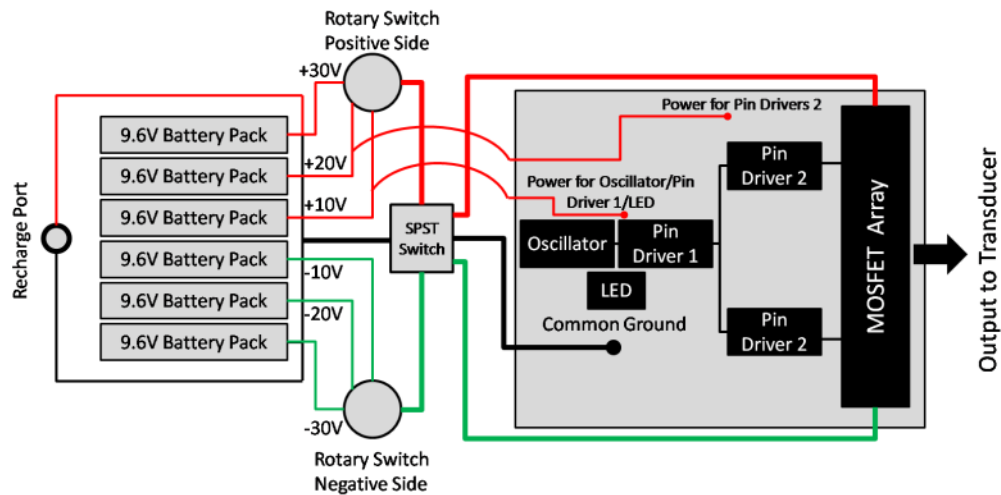 Rotary Switch
Positive Side
+30V
9.6V Battery Pack
+20V
9.6V Battery Pack
+10V
9.6V Battery Pack
9.6V Battery Pack
-10V
9.6V Battery Pack
-20V
9.6V Battery Pack
-30V
Recharge Port
Rotary Switch
Negative Side
SPST
Switch
Power for Pin Drivers 2
Power for Oscillator/Pin
Driver 1/LED
Oscillator
Pin
Driver 1
LED
Common Ground
Pin
Driver 2
Pin
Driver 2
MOSFET Array
Output to Transducer